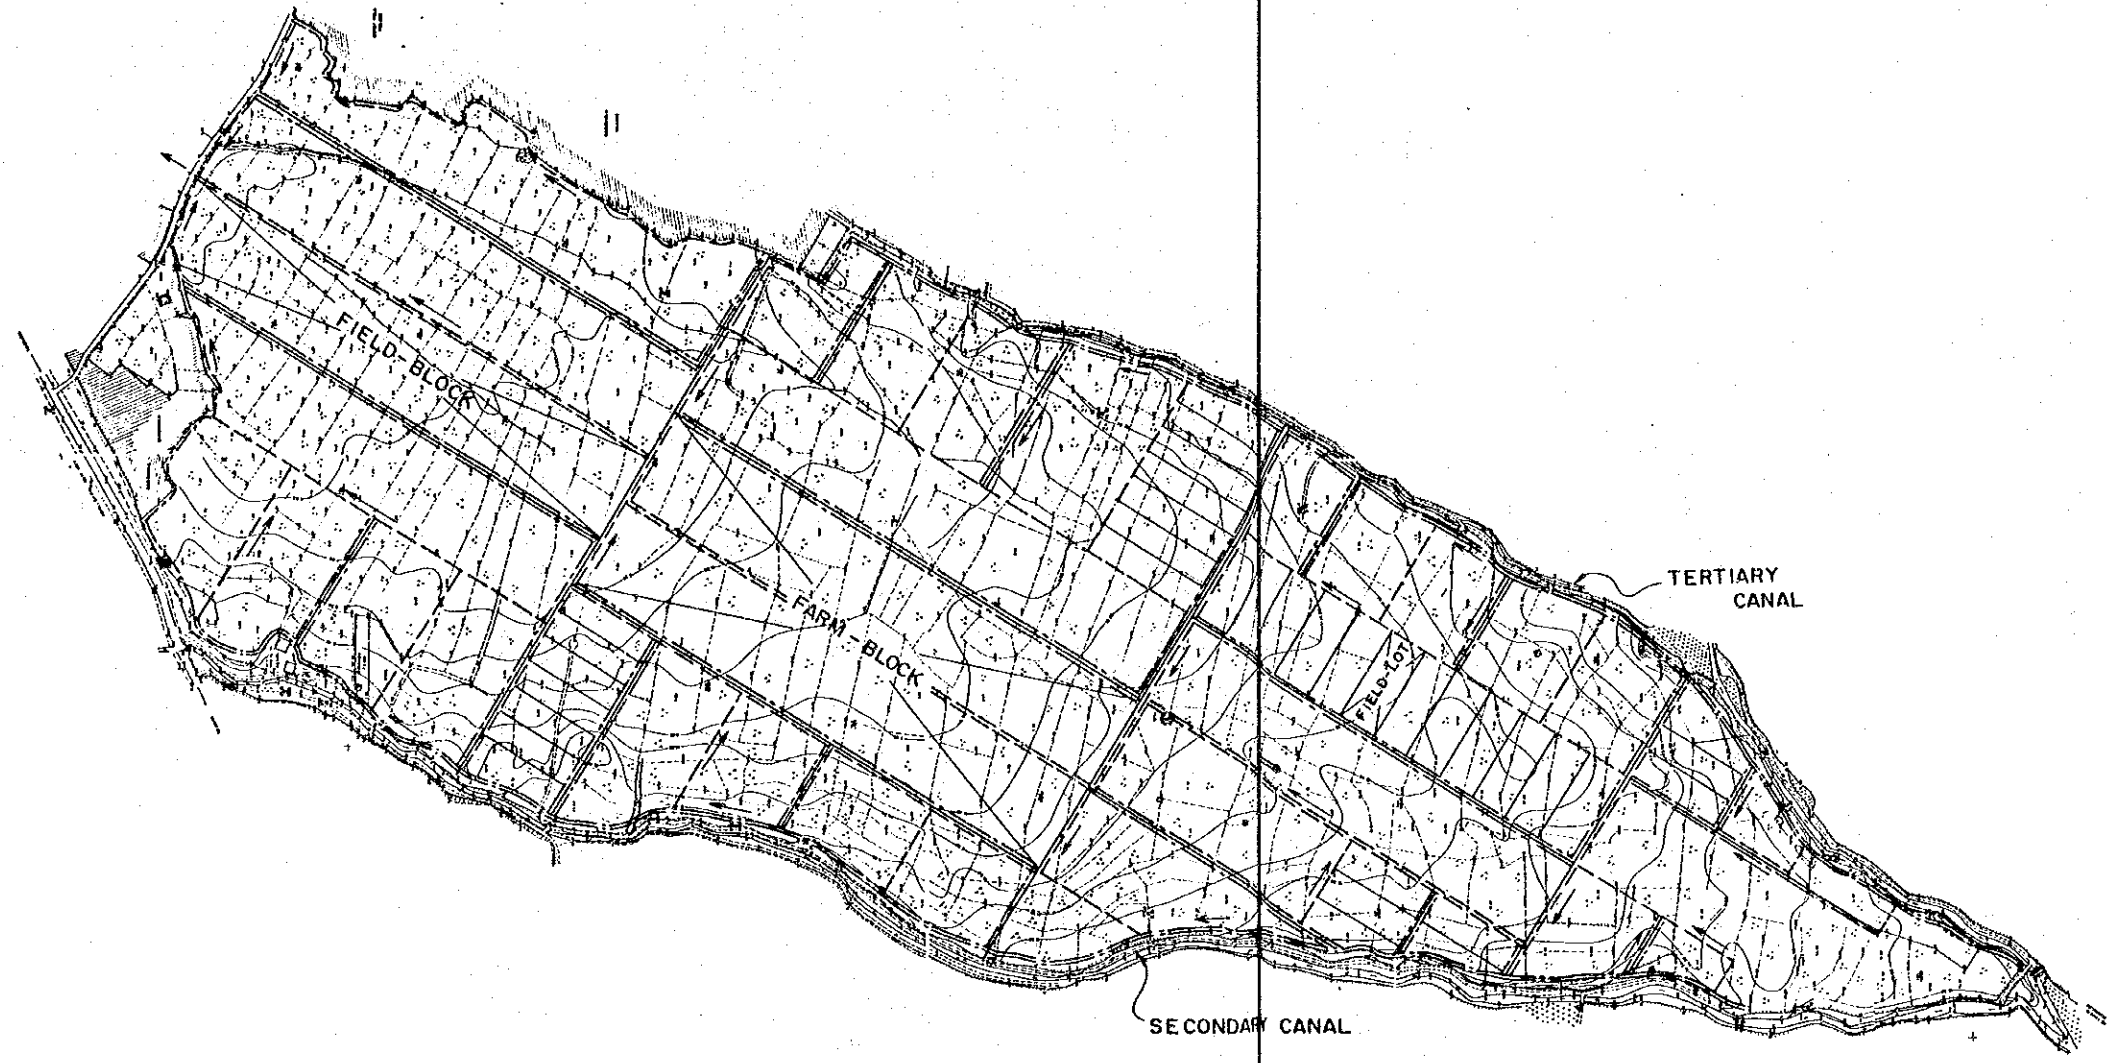 FIELD-BLOCK
FARM-BLOCK
FIELD-LOT
TERTIARY
CANAL
SECONDARY CANAL